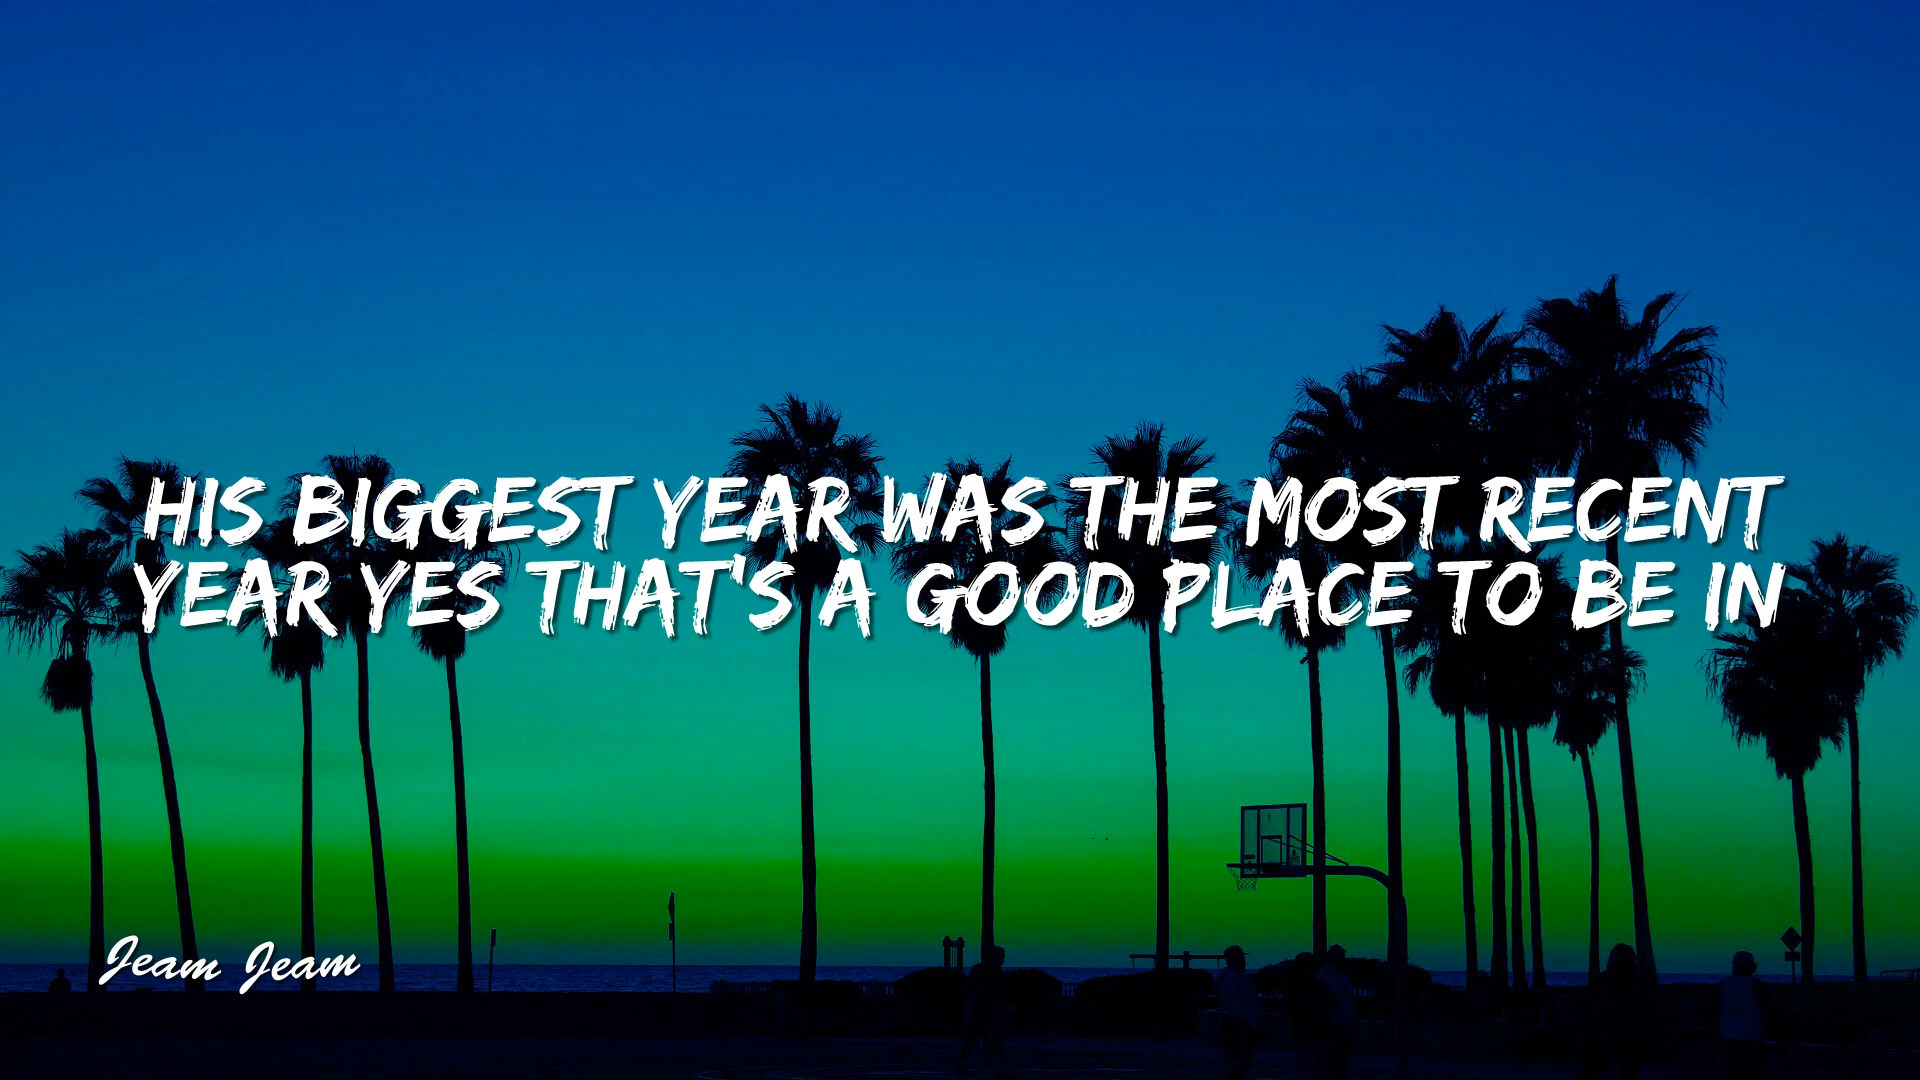 HIS BIGGEST YEAR WAS THE MOST RECENT
YEAR YES THAT'S A GOOD PLACE TO BE IN
Jeam Jeam